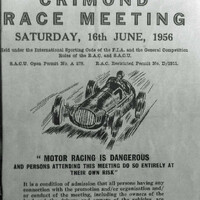 CRIMOND
RACE MEETING
SATURDAY, 16th JUNE, 1956
Held under the International Sporting Code of the F.I.A. and the General Competition
Rules of the R.A.C. and R.S.C.U.
Permit No.
R.A.C. Restricted Permit No.
" MOTOR RACING IS DANGEROUS
AND PERSONS ATTENDING THIS MEETING DO SO ENTIRELY AT
THEIR OWN RISK "
It is a condition of admission that all persons having any
connection with the promotion and/or organisation and/
or conduct of the meeting, including the owners of the